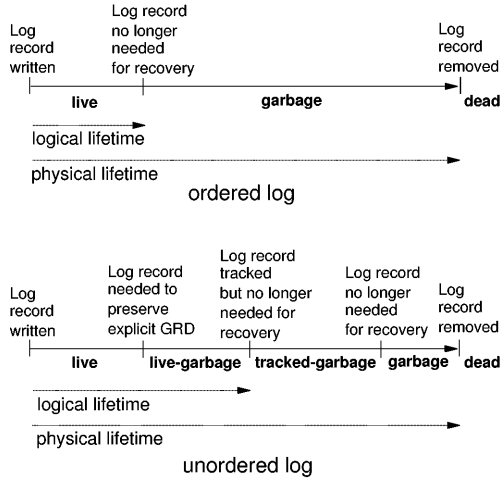 Log
record
written
Log record
no longer
needed
for recovery
Log
record
removed
live
garbage
dead
logical lifetime
physical lifetime
ordered log
Log
record
written
Log record
needed to
preserve
explicit GRD
Log record
tracked
but no longer
needed for
recovery
Log record
no longer
needed
for recovery
Log
record
removed
live
live-garbage
tracked-garbage
garbage
dead
logical lifetime
physical lifetime
unordered log